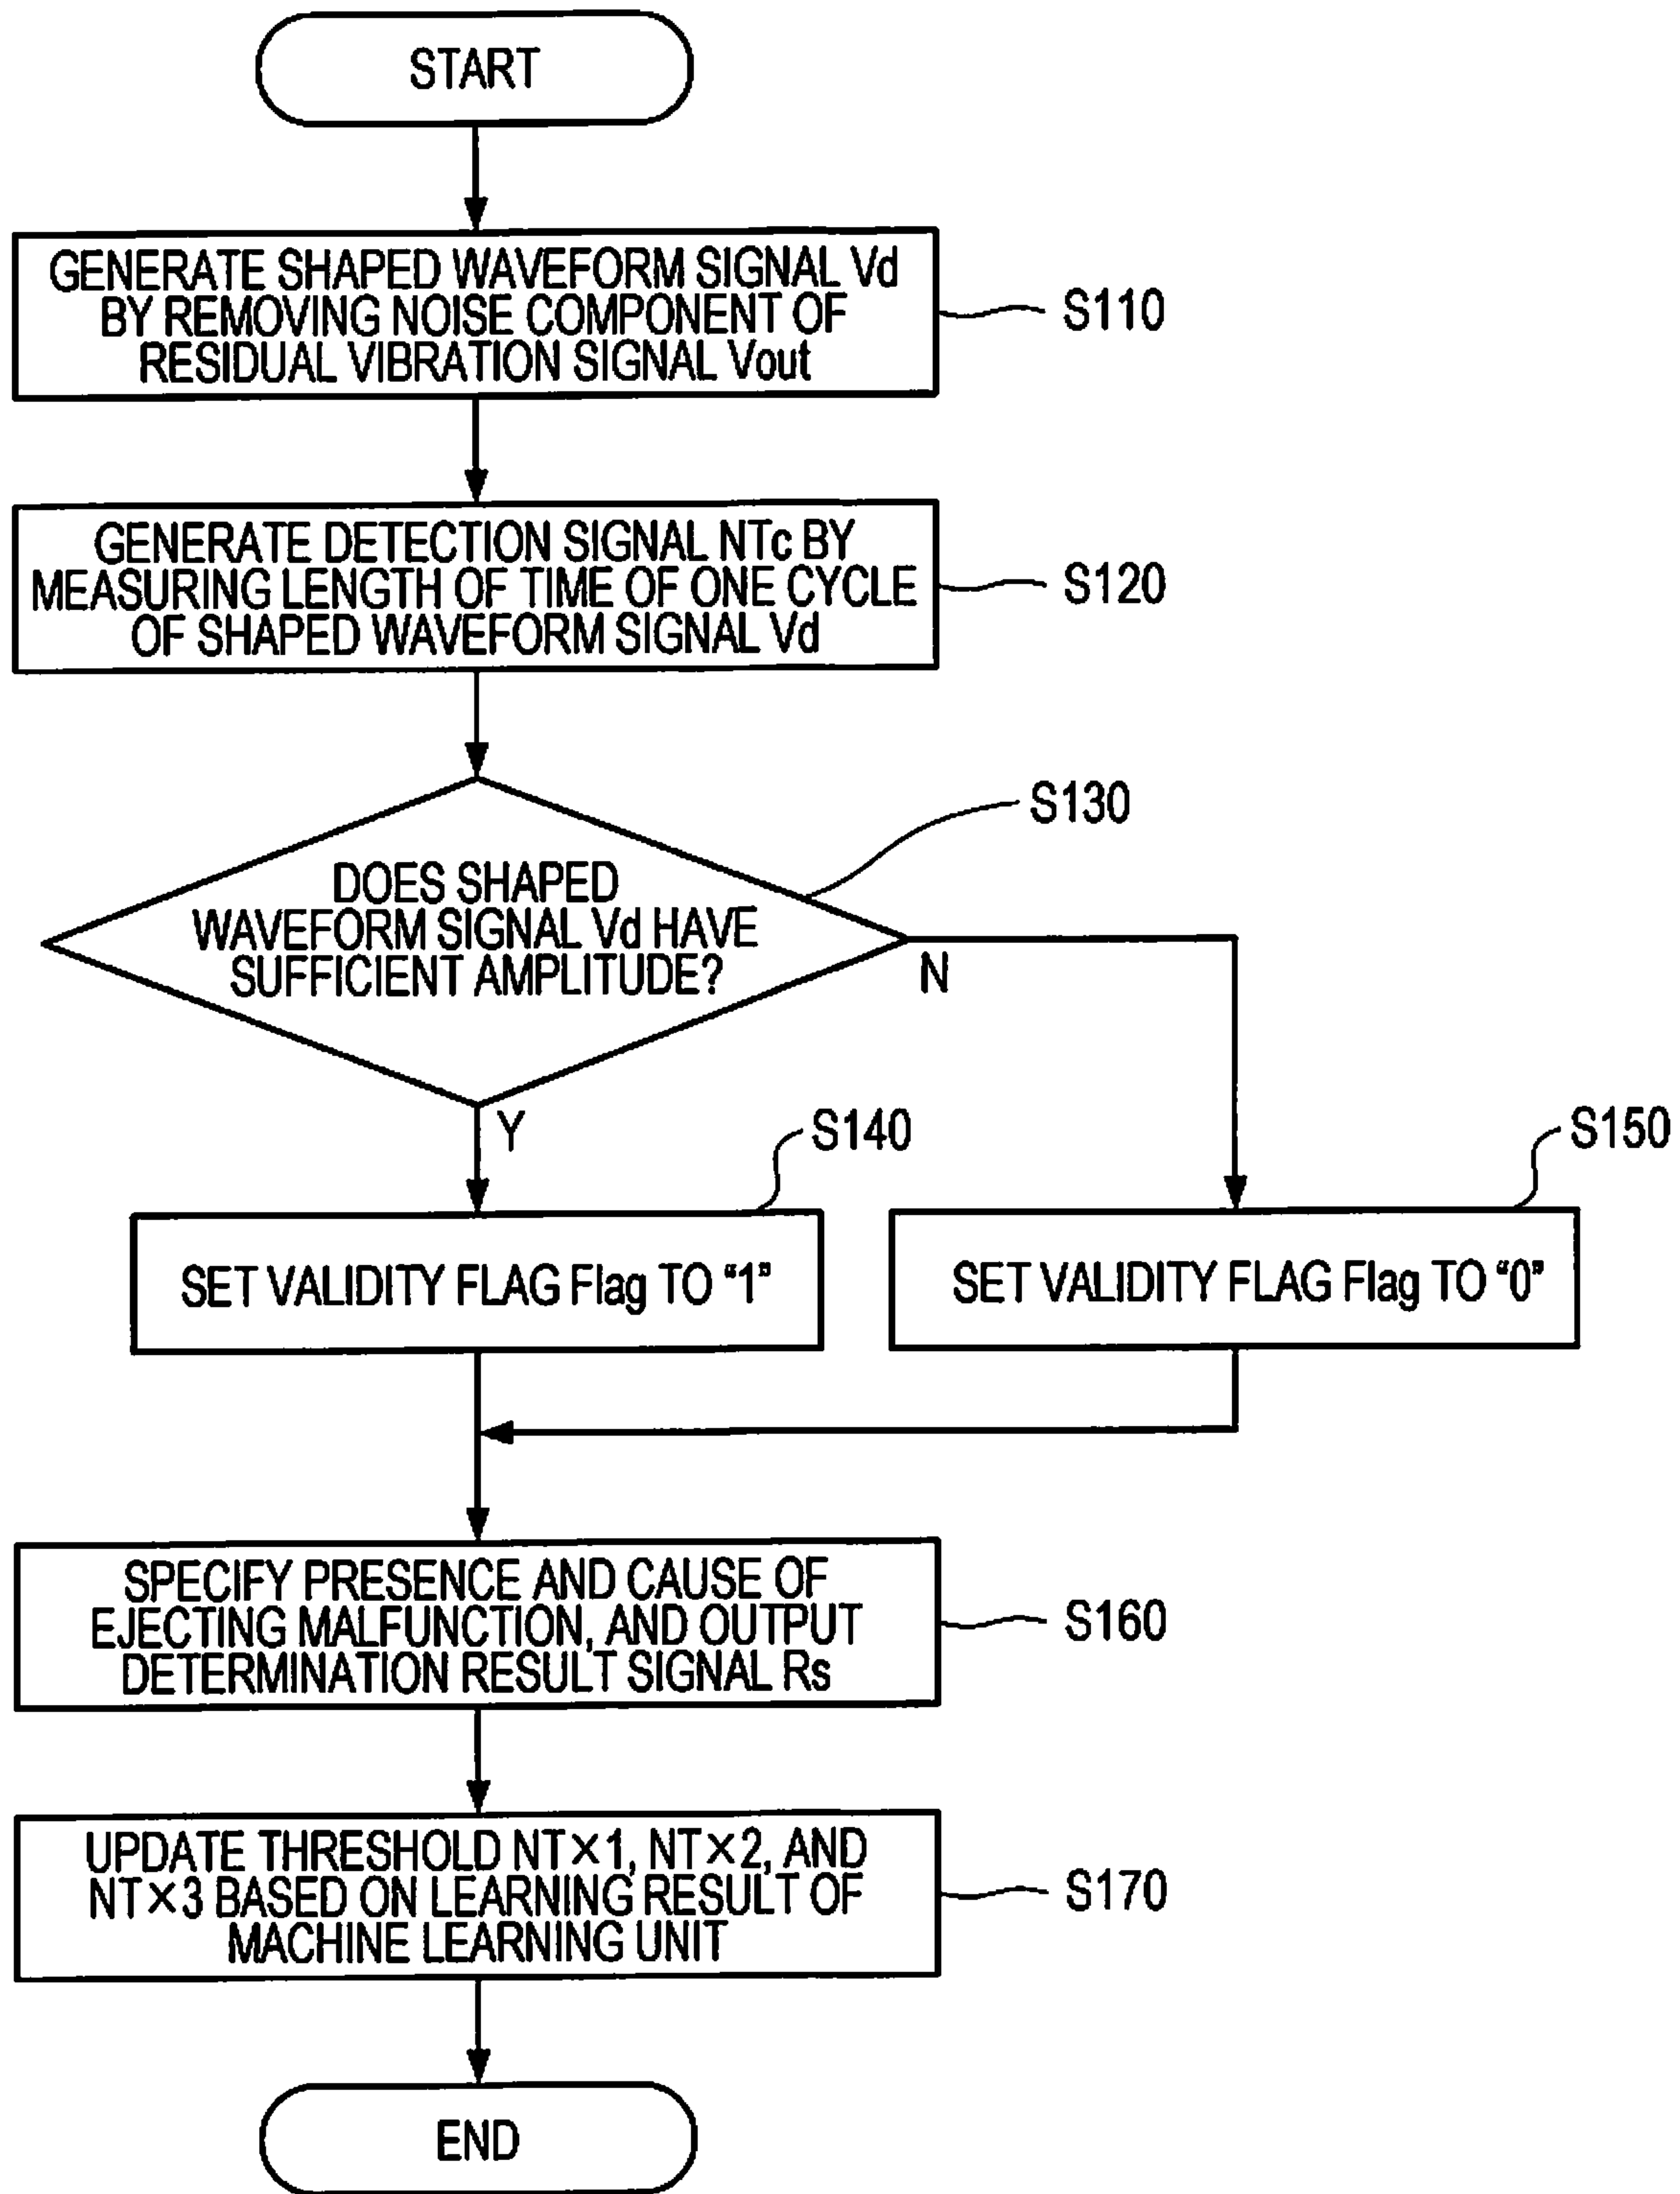 START
GENERATE SHAPED WAVEFORM SIGNAL Vd
BY REMOVING NOISE COMPONENT OF
RESIDUAL VIBRATION SIGNAL Vout
S110
GENERATE DETECTION SIGNAL NTc BY
MEASURING LENGTH OF TIME OF ONE CYCLE
OF SHAPED WAVEFORM SIGNAL Vd
S120
S130
DOES SHAPED
WAVEFORM SIGNAL Vd HAVE
SUFFICIENT AMPLITUDE?
N
Y
S140
S150
SET VALIDITY FLAG Flag TO “1”
SET VALIDITY FLAG Flag TO “0”
SPECIFY PRESENCE AND CAUSE OF
EJECTING MALFUNCTION, AND OUTPUT
DETERMINATION RESULT SIGNAL Rs
S160
UPDATE THRESHOLD NT×1, NT×2, AND
NT×3 BASED ON LEARNING RESULT OF
MACHINE LEARNING UNIT
S170
END